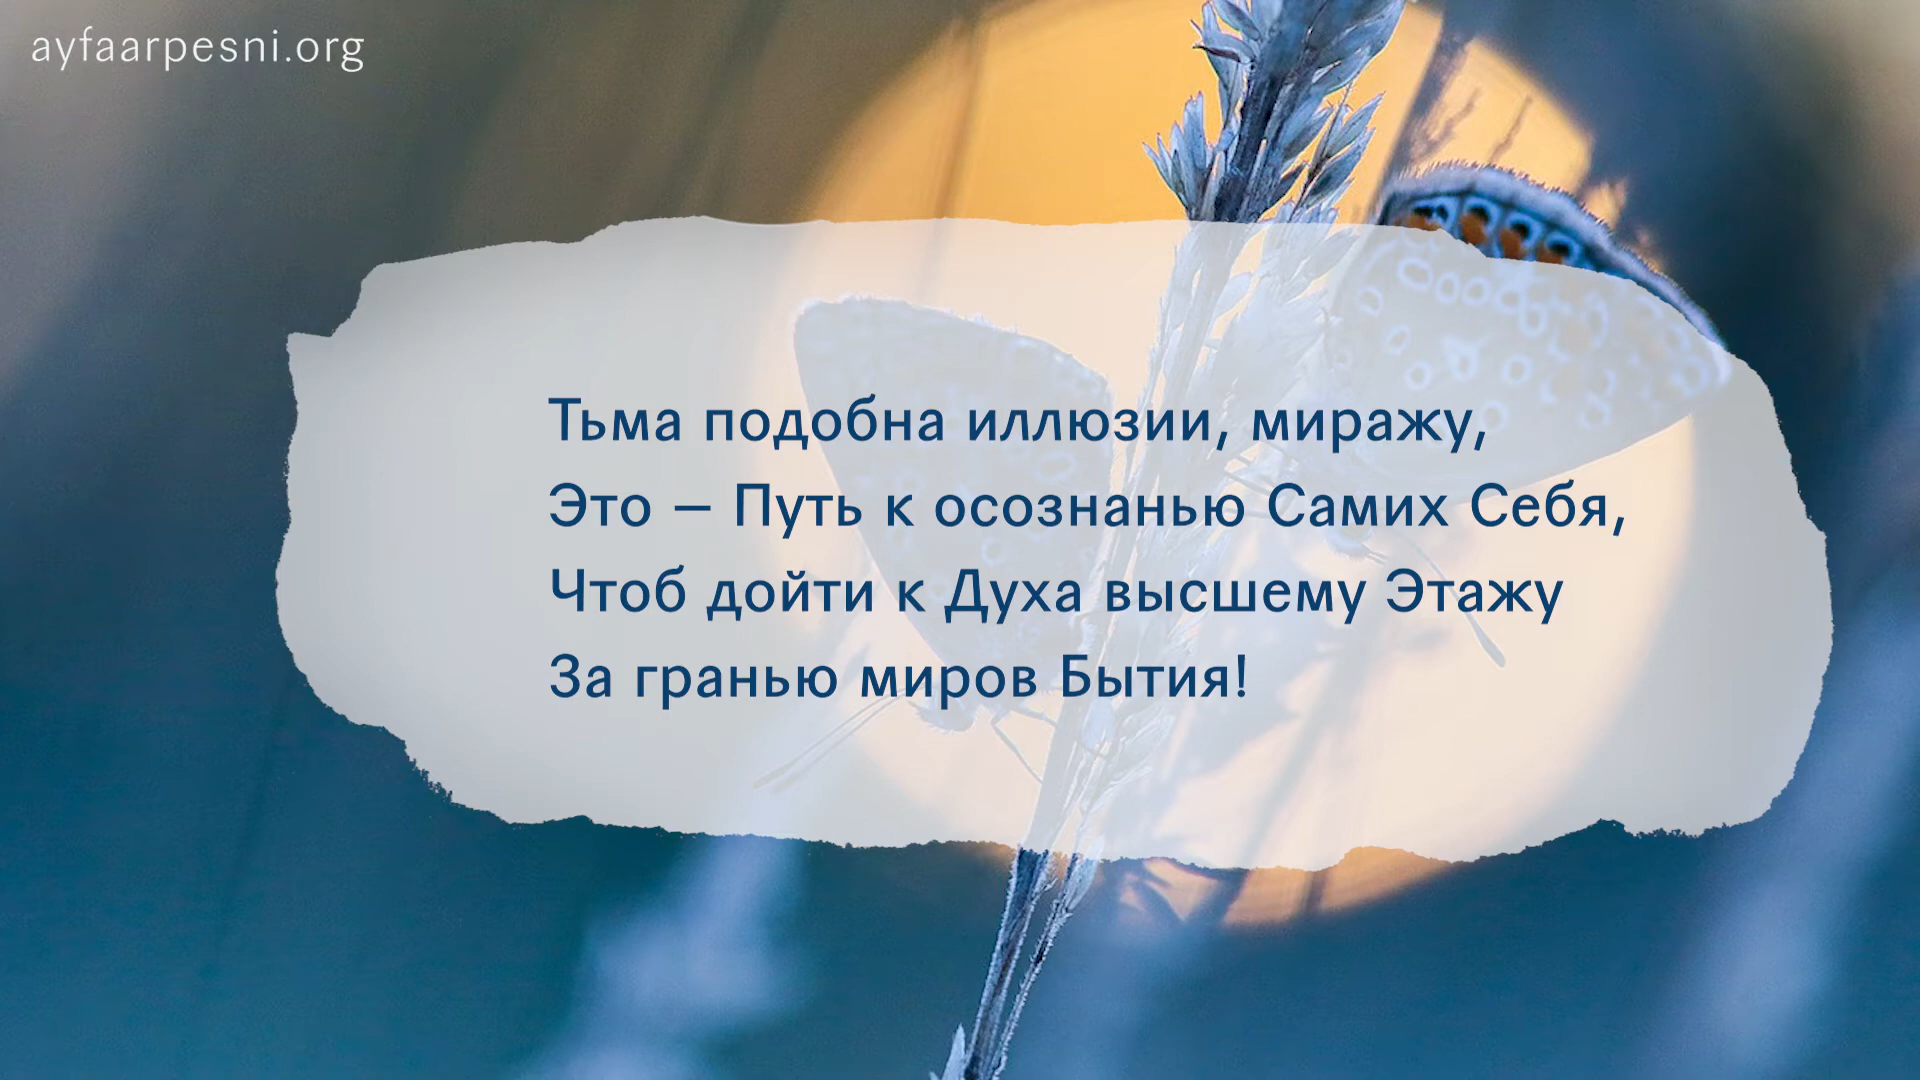 ayfaarpesni.org
Тьма подобна иллюзии, миражу,
Это – Путь к осознанью Самих Себя,
Чтоб дойти к Духа высшему Этажу
За гранью миров Бытия!